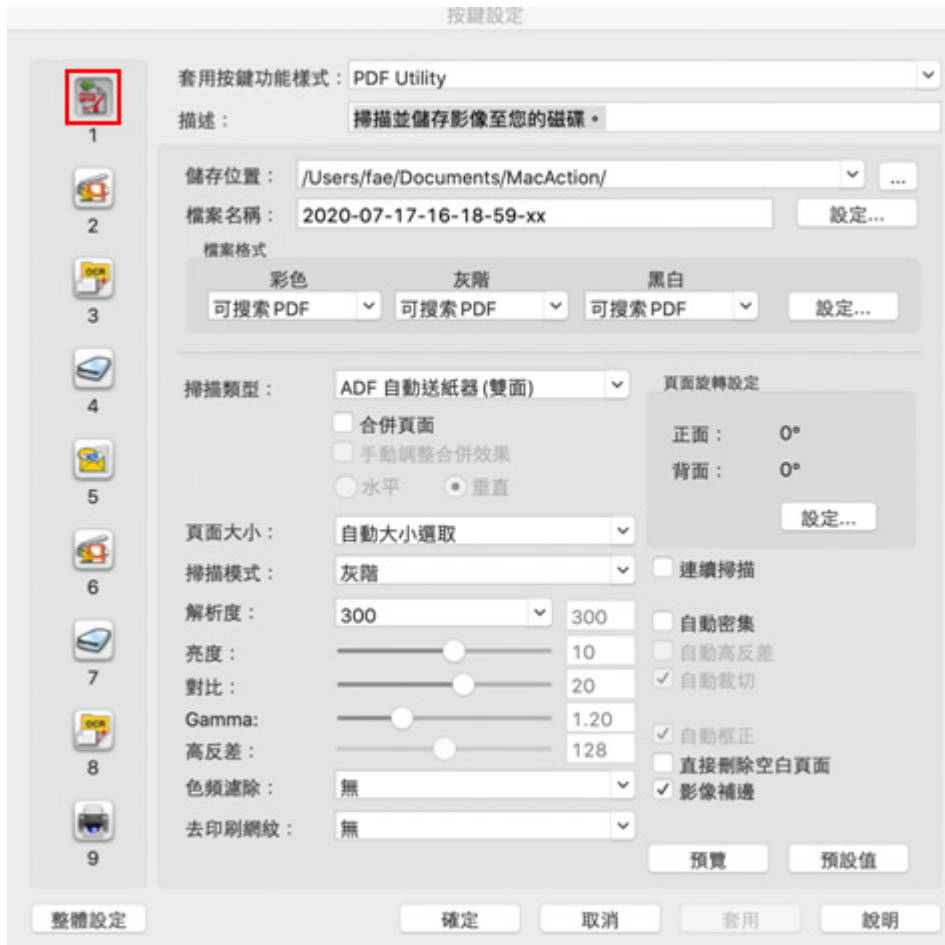 按鍵設定
套用按鍵功能樣式： PDF Utility
描述： 掃描並儲存影像至您的磁碟。
1
儲存位置： /Users/fae/Documents/MacAction/ ...
檔案名稱： 2020-07-17-16-18-59-xx 設定...
2
檔案格式
彩色 灰階 黑白
可搜索 PDF 可搜索 PDF 可搜索 PDF 設定...
OCR
3
掃描類型： ADF 自動送紙器 (雙面) 頁面旋轉設定
4
合併頁面
手動調整合併效果
水平 垂直
正面： 0°
背面： 0°
設定...
5
頁面大小： 自動大小選取
掃描模式： 灰階 連續掃描
6
解析度： 300 300 自動密集
亮度： 10 自動高反差
對比： 20 自動裁切
7
Gamma: 1.20
高反差： 128 自動框正
OCR
8
直接刪除空白頁面
色頻濾除： 無 影像補邊
去印刷網紋： 無
9
預覽 預設值
整體設定 確定 取消 套用 說明